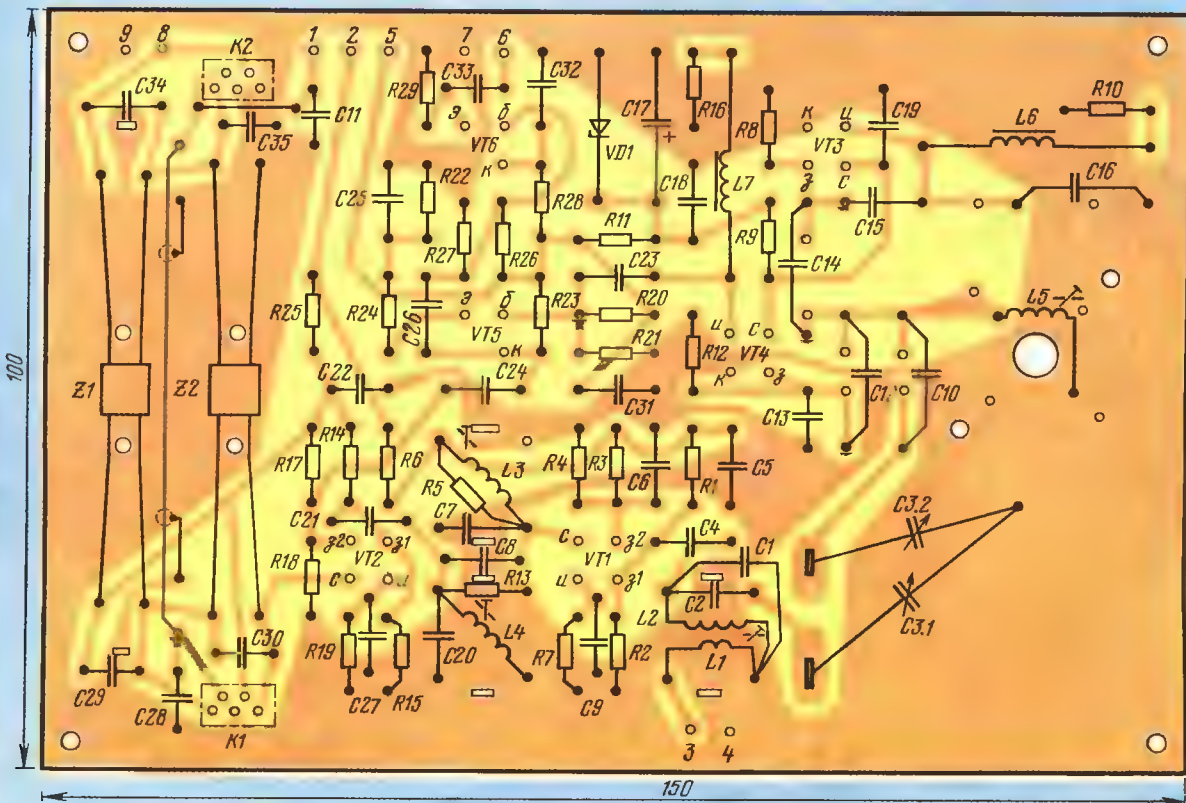 9 8 K2 1 2 5 7 6
C34 C35 C11 R29 C33 C32 C17 R16 R8 к и C19 R10
э б VT6 к VD1 VT3 з с L6
C25 R22 R27 R26 R28 R11 C18 L7 R9 C14 C15 C16
R25 R24 C26 э б VT5 к R23 C23 R20 R21 R12 и с VT4 к з L5
100
Z1 Z2 C22 C24 C31 C13 C10
R17 R14 R6 R5 L3 R4 R3 C6 R1 C5
C21 C7 C8 C4 C1 C3.2
R18 з2 з1 VT2 с и R13 с з2 VT1 и з1 C2 L2 C3.1
C29 C30 R19 C27 R15 C20 L4 R7 C9 R2 L1
C28 K1 3 4
150